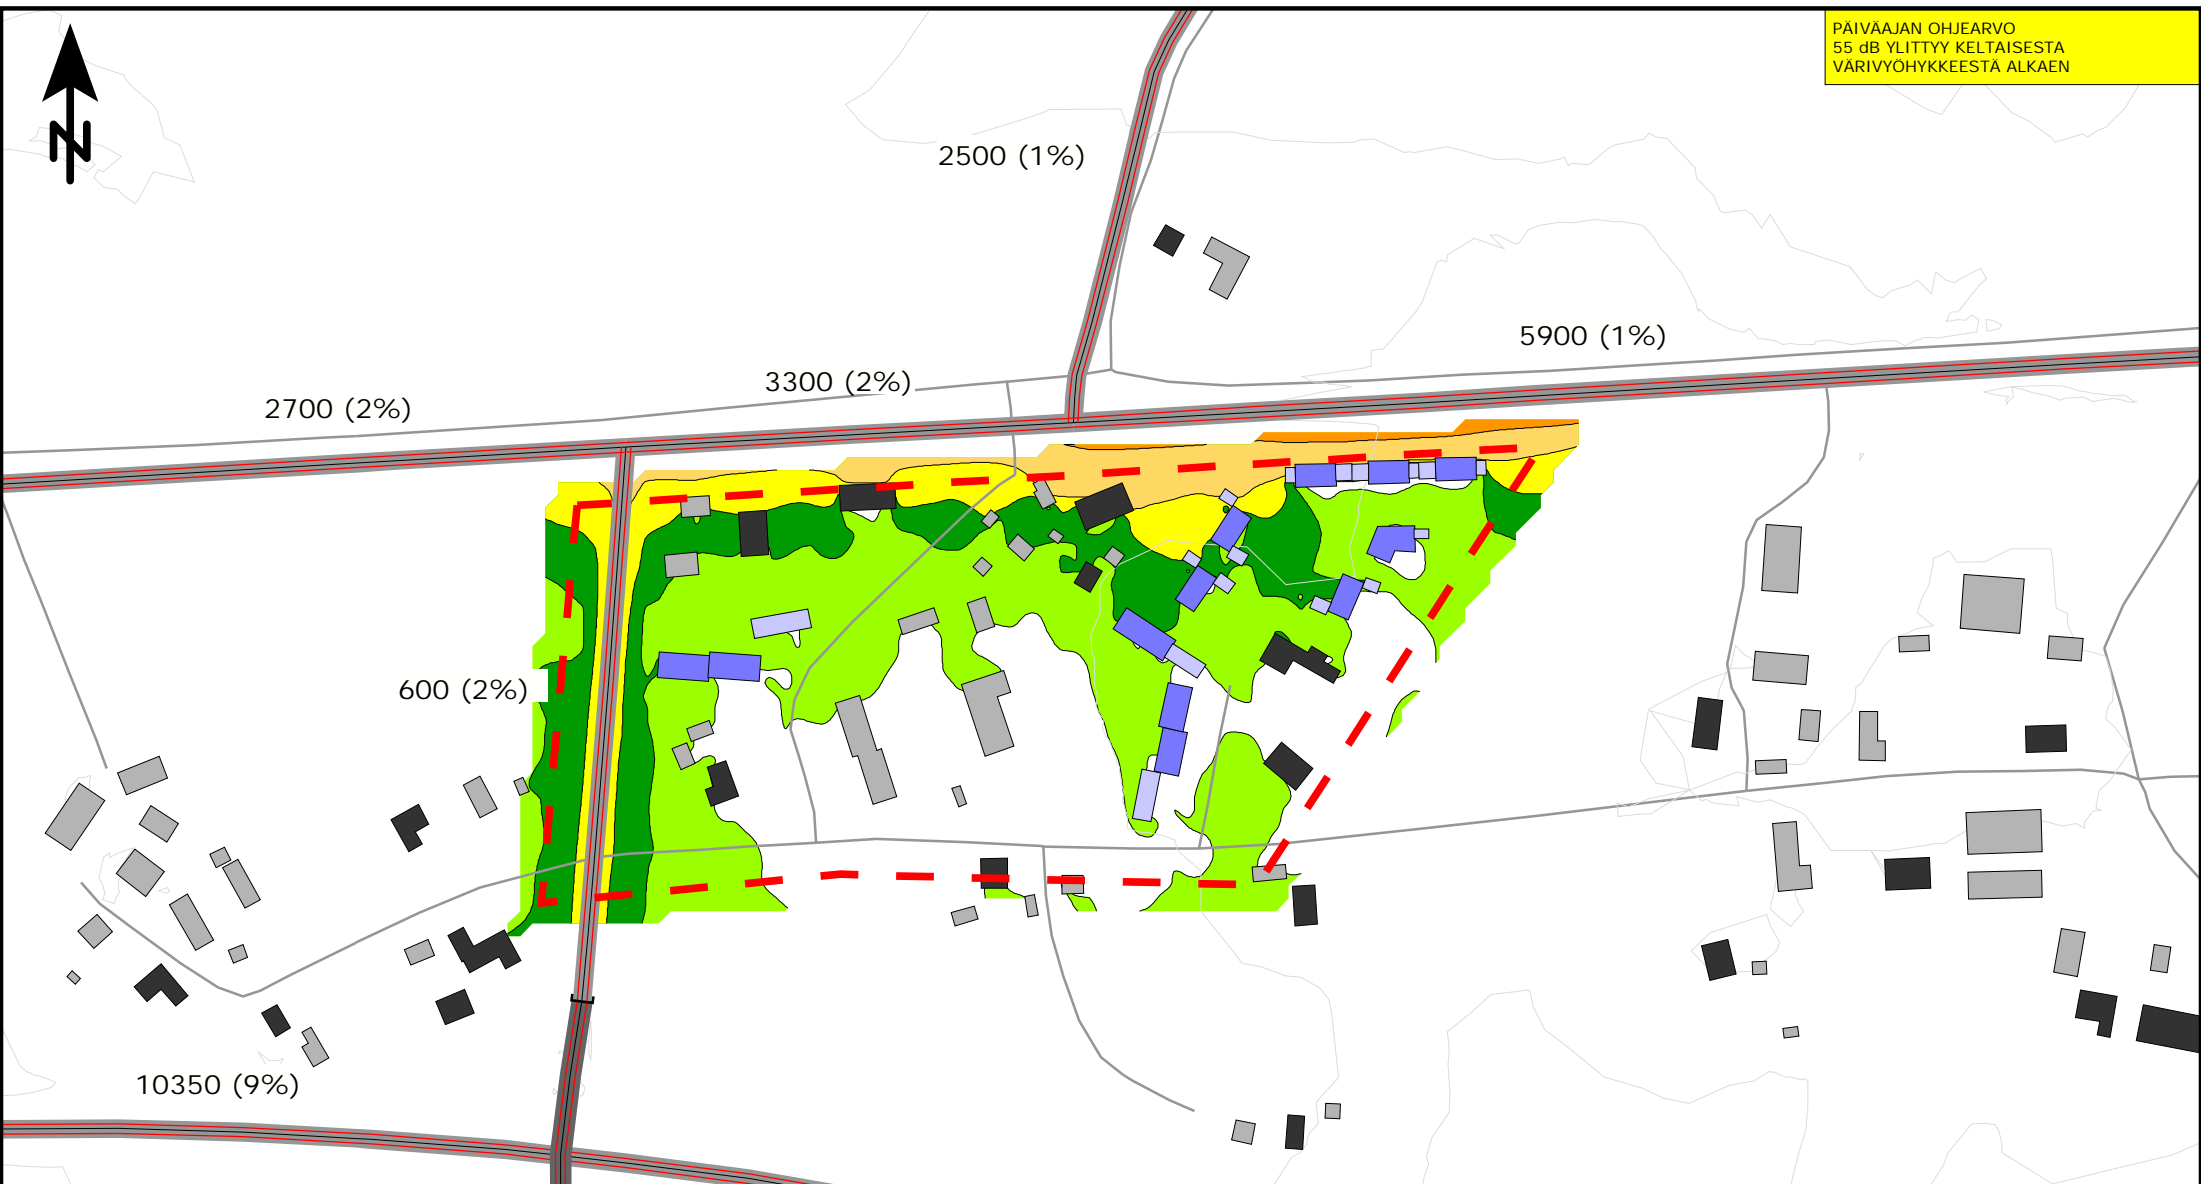 PÄIVÄAJAN OHJEARVO
55 dB YLITTYY KELTAISESTA
VÄRIVYÖHYKKEESTÄ ALKAEN
N
2500 (1%)
5900 (1%)
3300 (2%)
2700 (2%)
600 (2%)
10350 (9%)